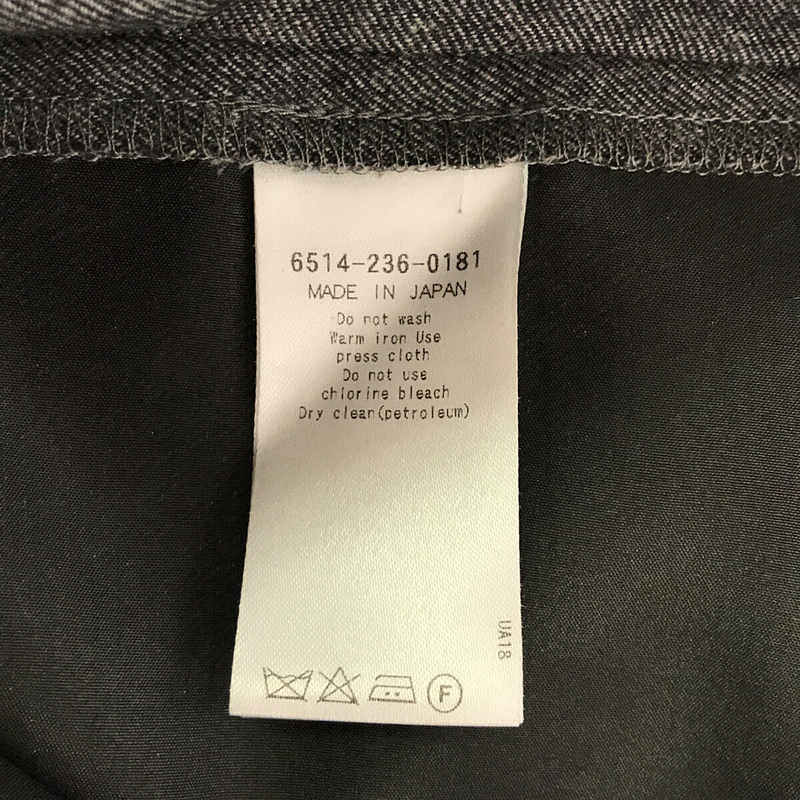 6514-236-0181
MADE IN JAPAN
Do not wash
Warm iron Use
press cloth
Do not use
chlorine bleach
Dry clean(petroleum)
UA18
F